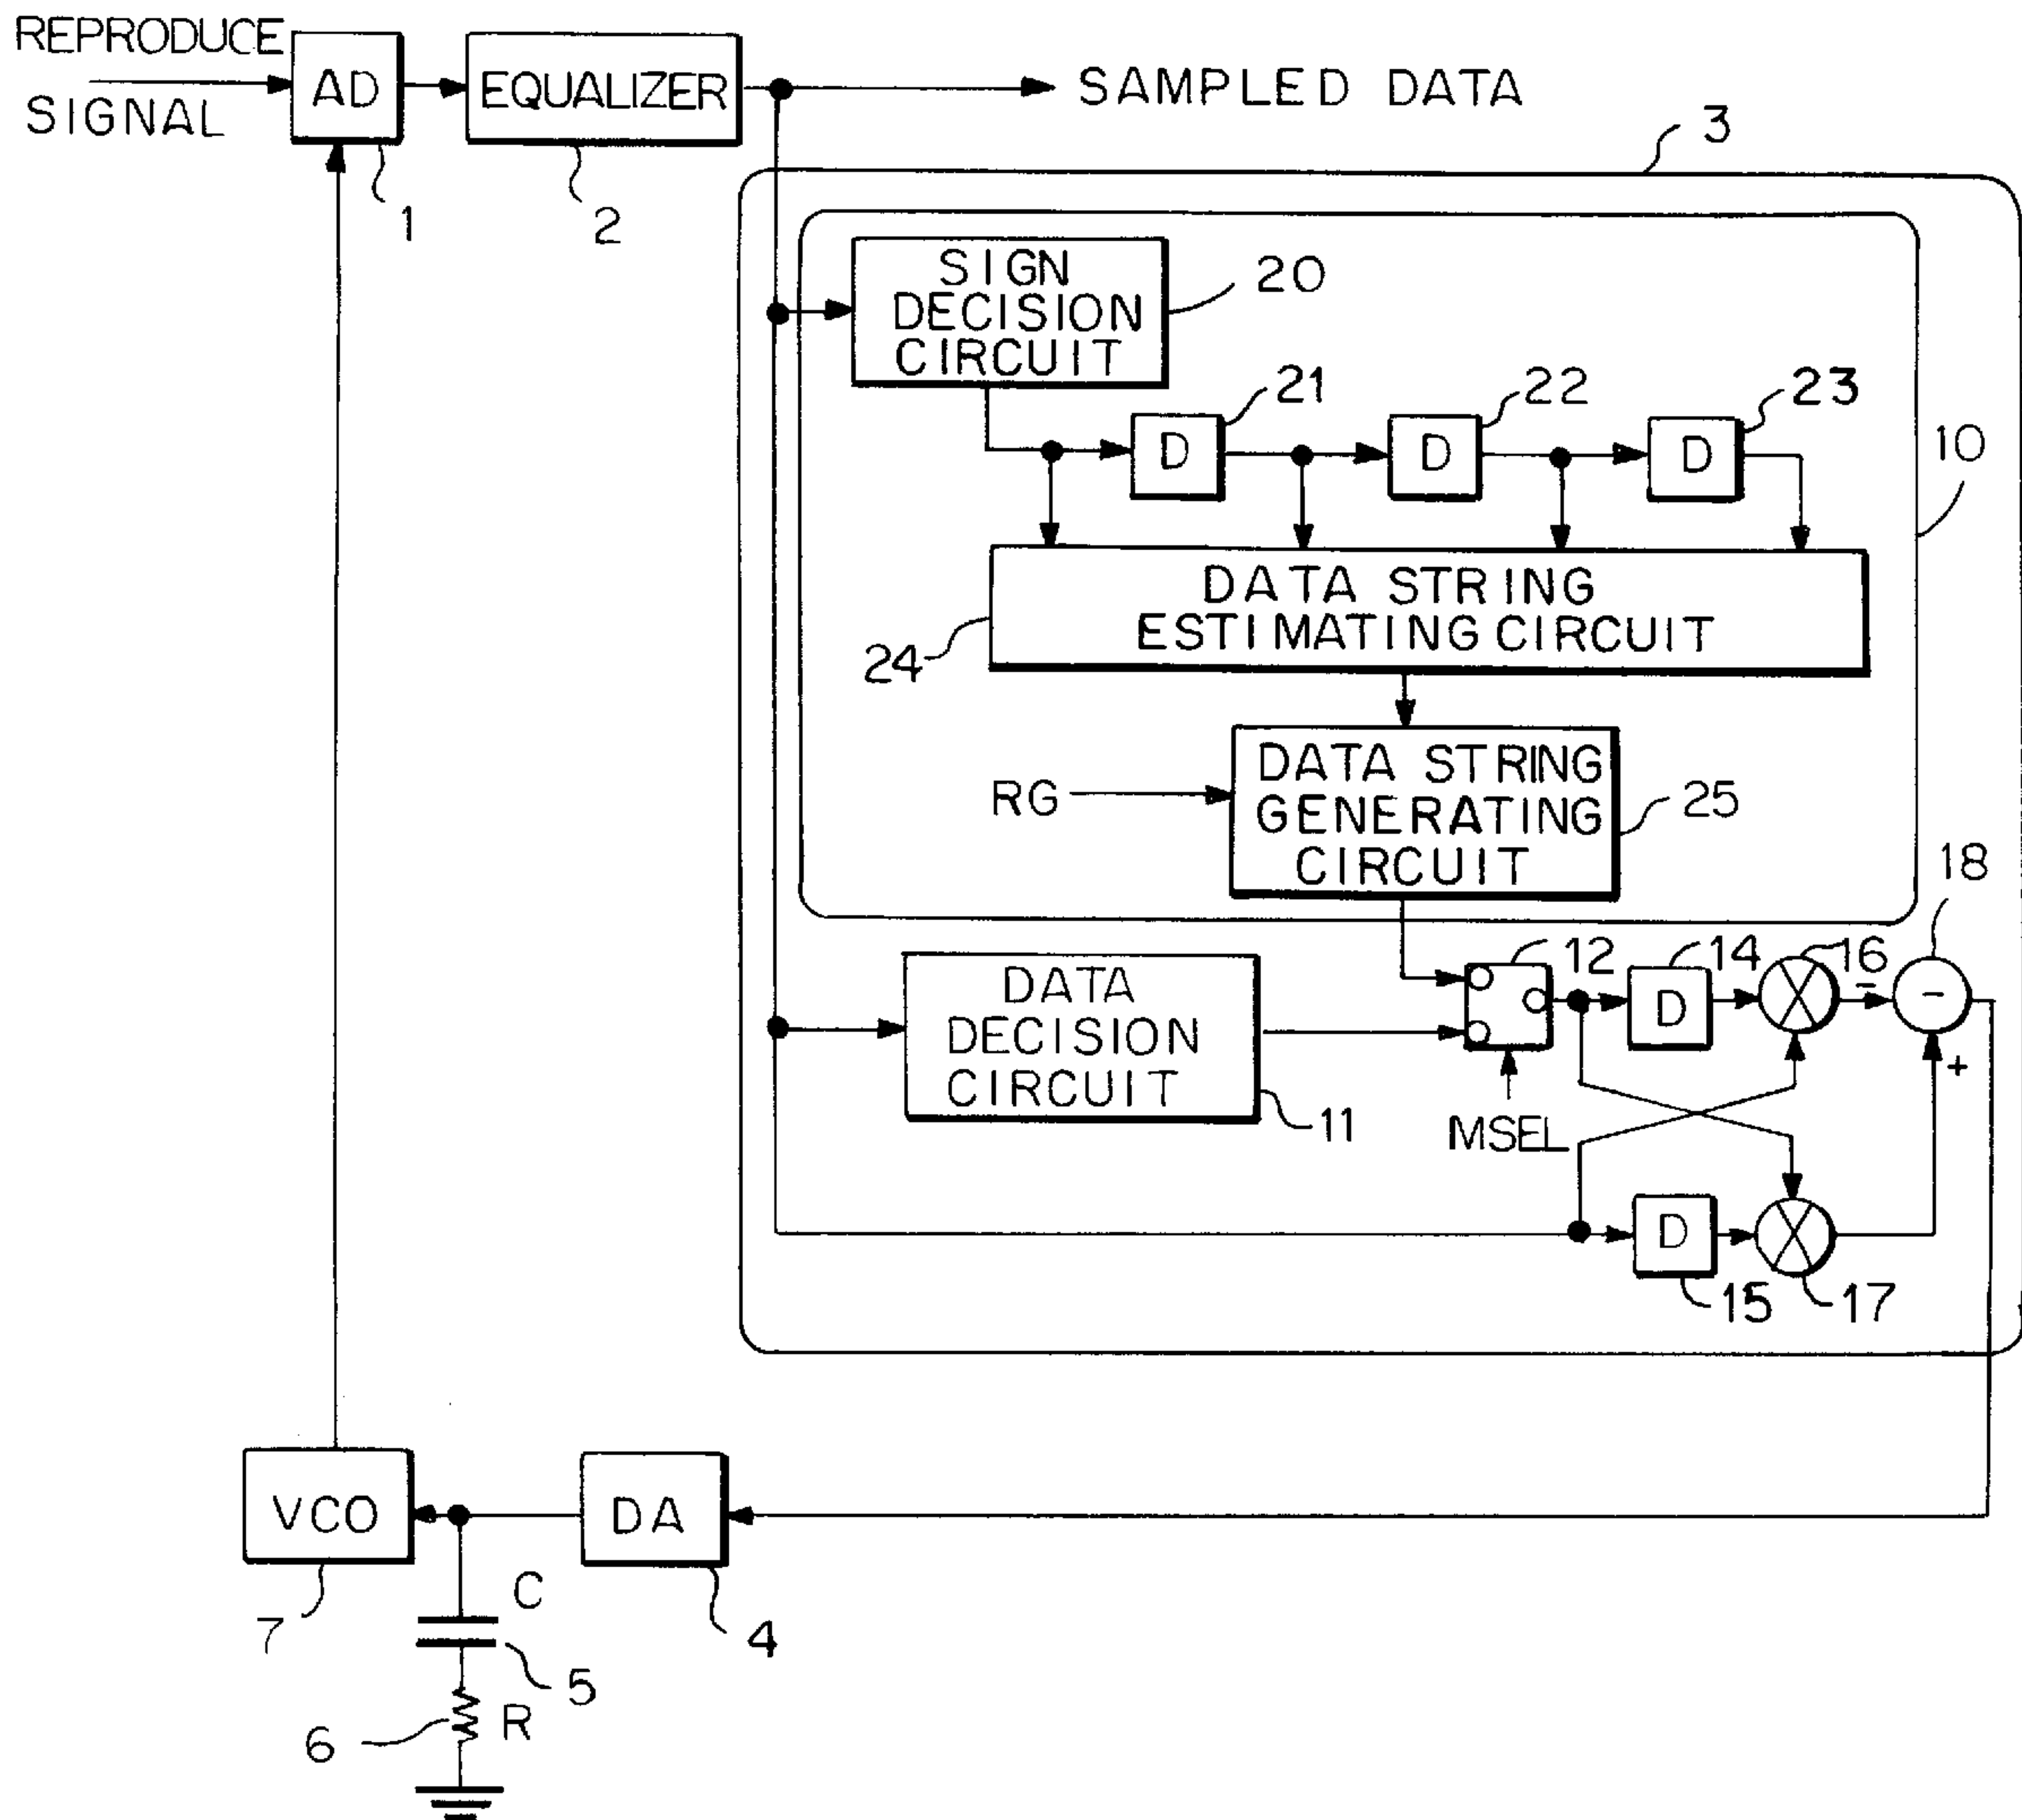 REPRODUCE
SIGNAL
AD
1
EQUALIZER
2
SAMPLED DATA
3
SIGN
DECISION
CIRCUIT
20
D
21
D
22
D
23
10
DATA STRING
ESTIMATING CIRCUIT
24
RG
DATA STRING
GENERATING
CIRCUIT
25
DATA
DECISION
CIRCUIT
11
12
MSEL
D
14
16
-
-
18
+
D
15
17
VCO
7
DA
4
C
5
R
6